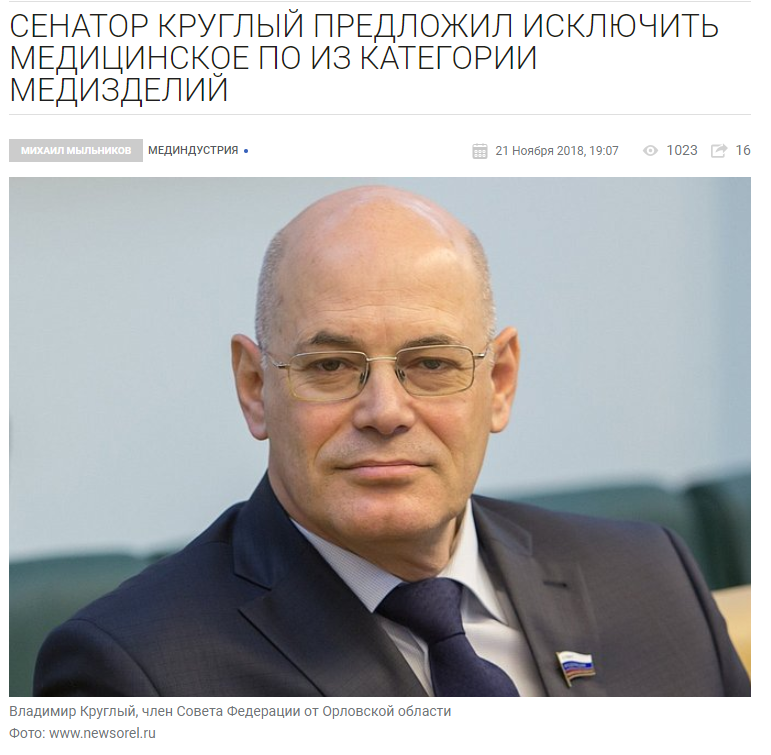 СЕНАТОР КРУГЛЫЙ ПРЕДЛОЖИЛ ИСКЛЮЧИТЬ
МЕДИЦИНСКОЕ ПО ИЗ КАТЕГОРИИ
МЕДИЗДЕЛИЙ
МИХАИЛ МЫЛЬНИКОВ МЕДИНДУСТРИЯ • 21 Ноября 2018, 19:07 1023 16
Владимир Круглый, член Совета Федерации от Орловской области
Фото: www.newsorel.ru